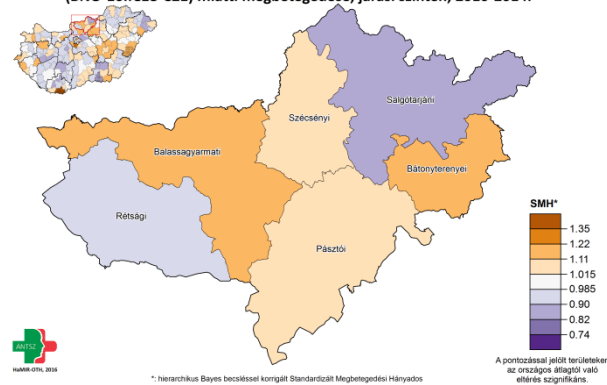 Salgótarjáni
Szécsényi
Balassagyarmati
Bátonyterenyei
Rétsági
Pásztói
SMH*
1.35
1.22
1.11
1.015
0.985
0.90
0.82
0.74
ANTSZ
HaMIR-OTH, 2016
A pontozással jelölt területeken
az országos átlagtól való
eltérés szignifikáns.
*: hierarchikus Bayes becsléssel korrigált Standardizált Megbetegedési Hányados